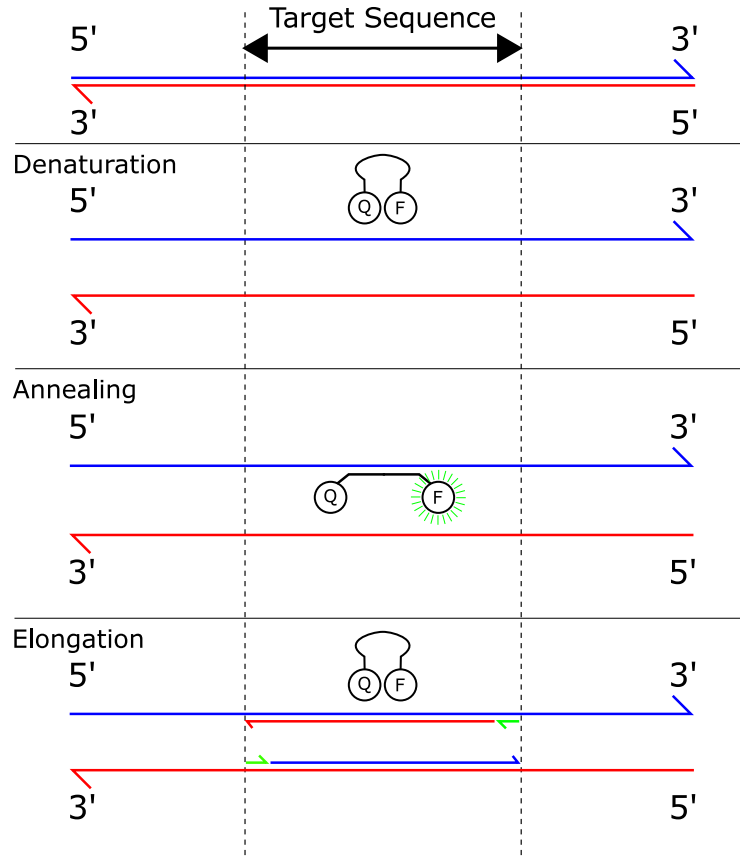 Target Sequence
5' 3'
3' 5'
Denaturation
5' 3'
Q F
3' 5'
Annealing
5' 3'
Q F
3' 5'
Elongation
5' 3'
Q F
3' 5'